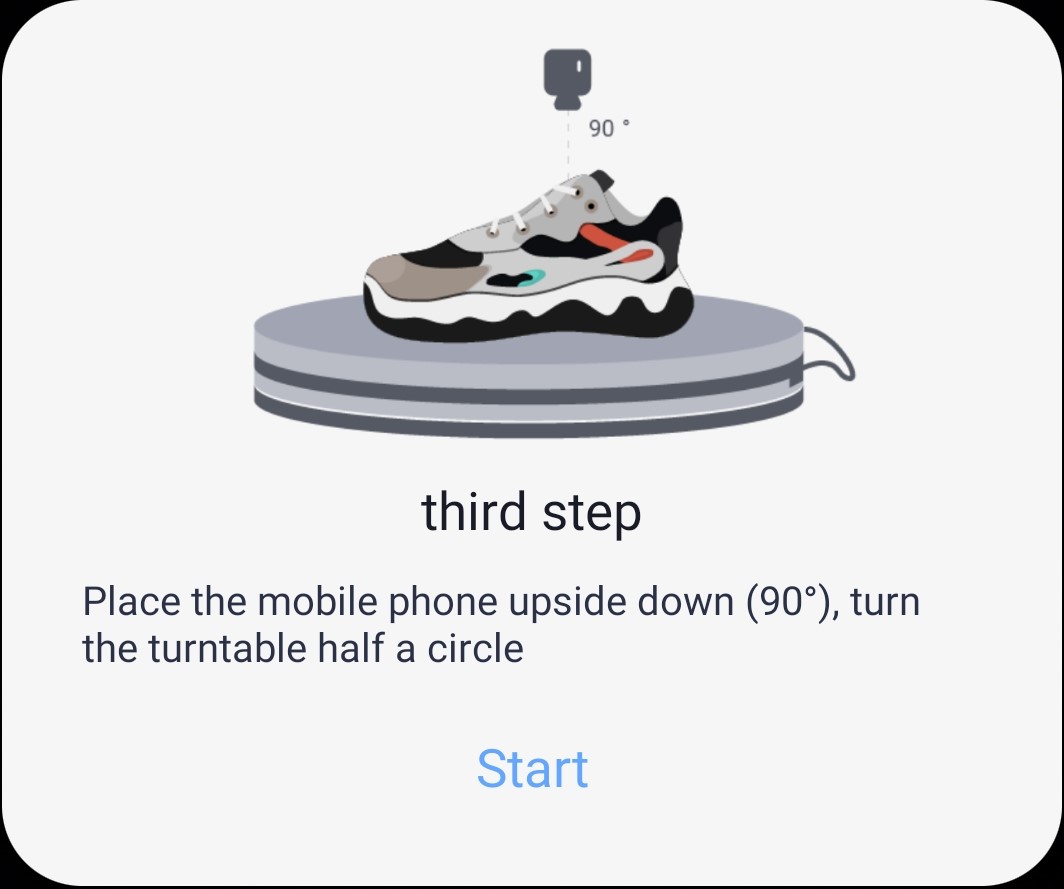 90 °
third step
Place the mobile phone upside down (90°), turn
the turntable half a circle
Start